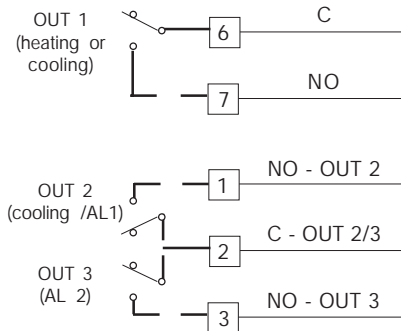 OUT 1
(heating or
cooling)
6
C
7
NO
OUT 2
(cooling /AL1)
1
NO - OUT 2
2
C - OUT 2/3
OUT 3
(AL 2)
3
NO - OUT 3